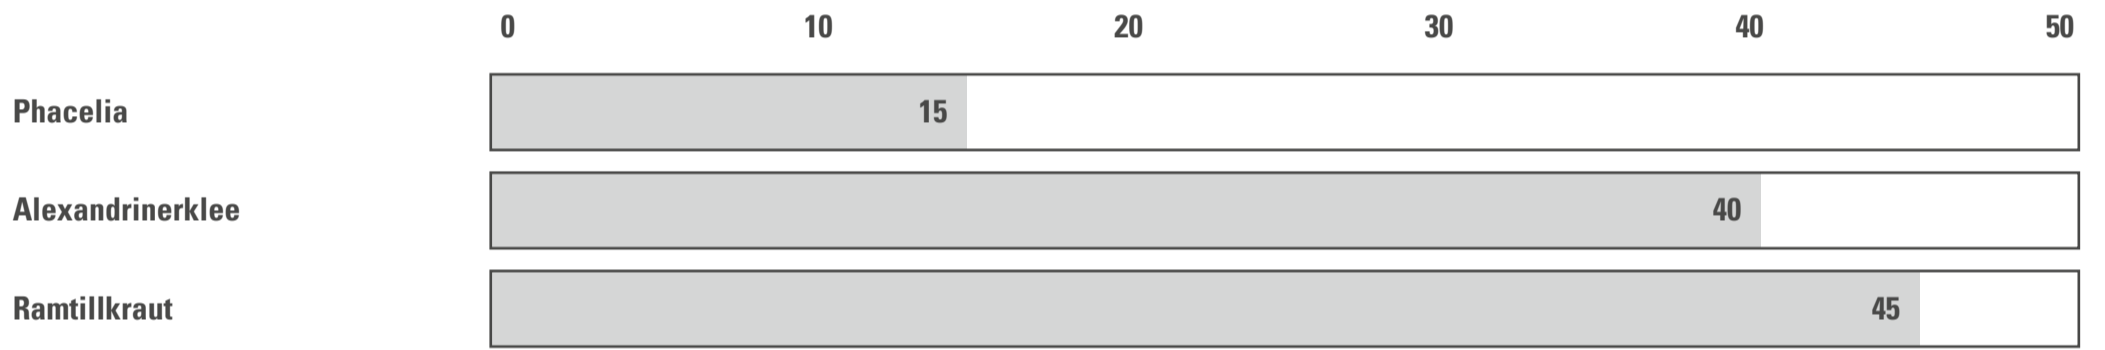 0 10 20 30 40 50
Phacelia 15
Alexandrinerklee 40
Ramtillkraut 45